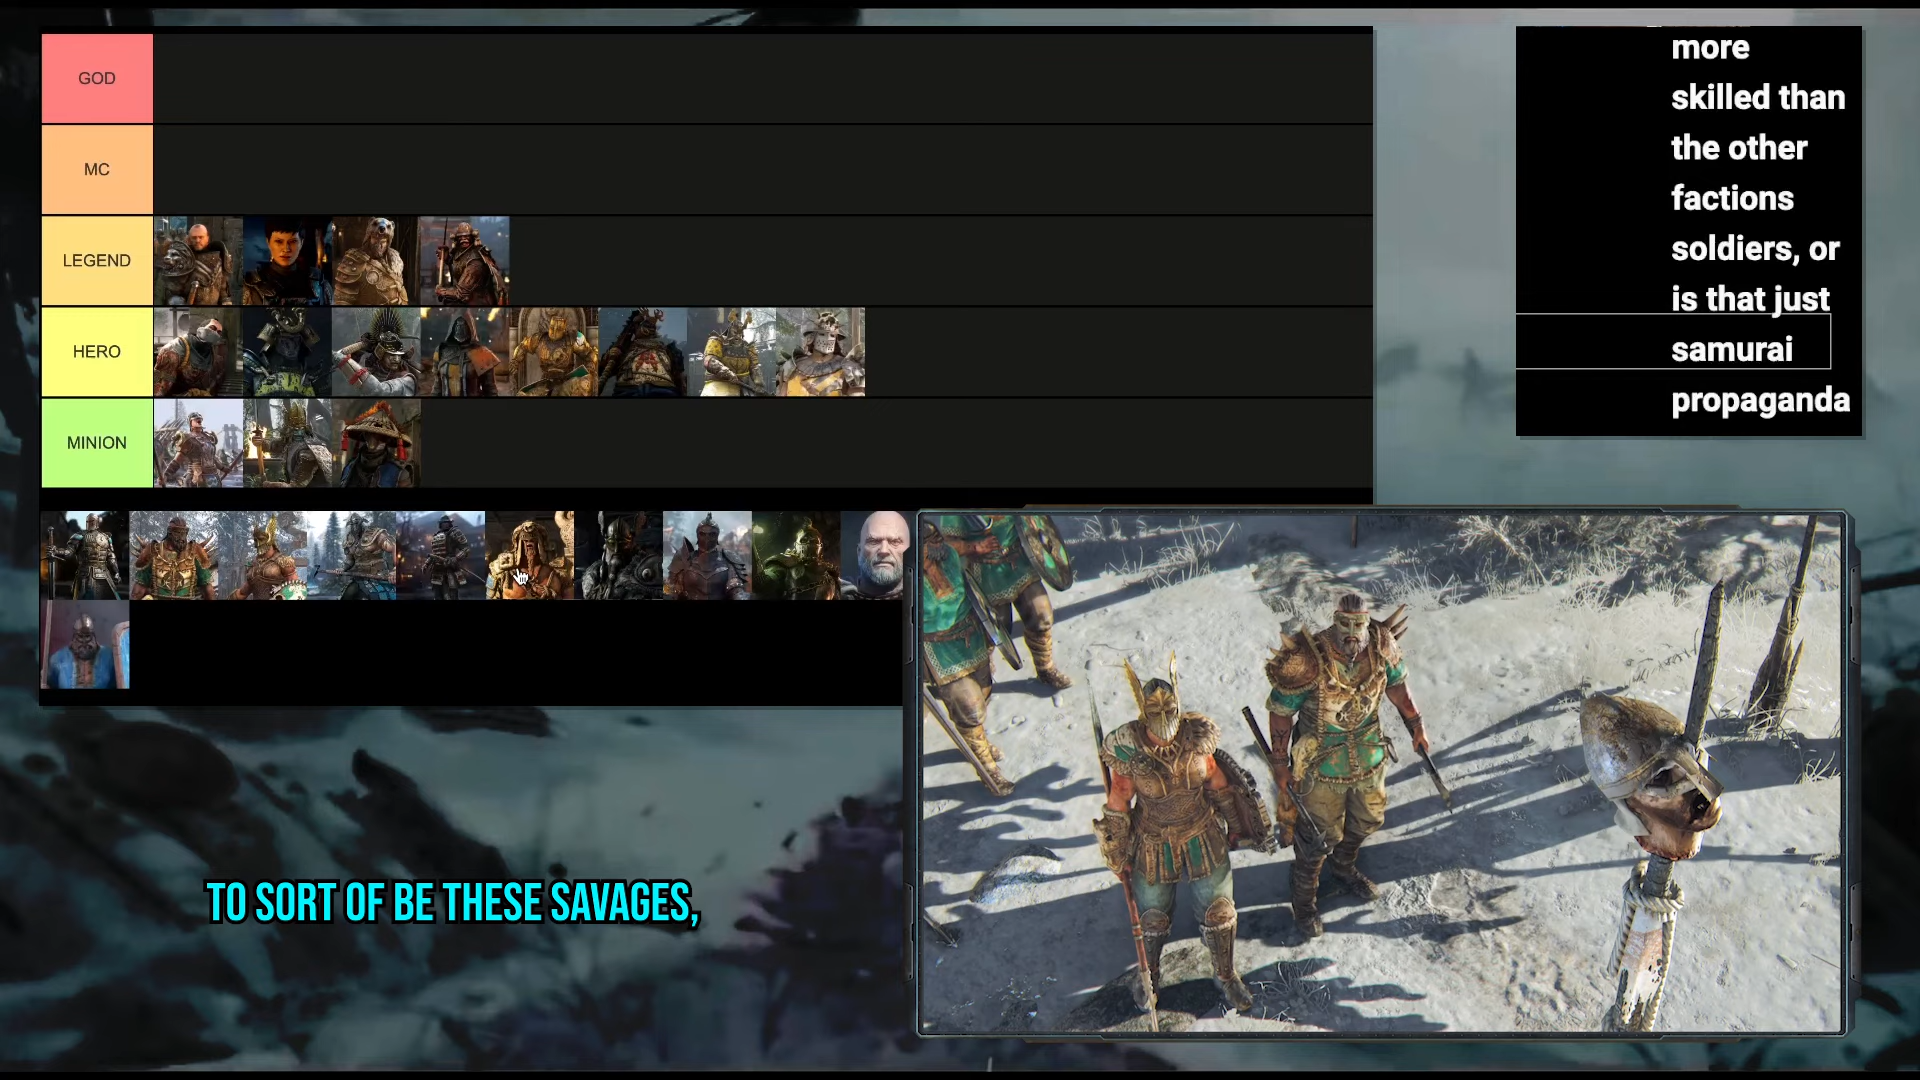 GOD
MC
LEGEND
HERO
MINION
more
skilled than
the other
factions
soldiers, or
is that just
samurai
propaganda
TO SORT OF BE THESE SAVAGES,